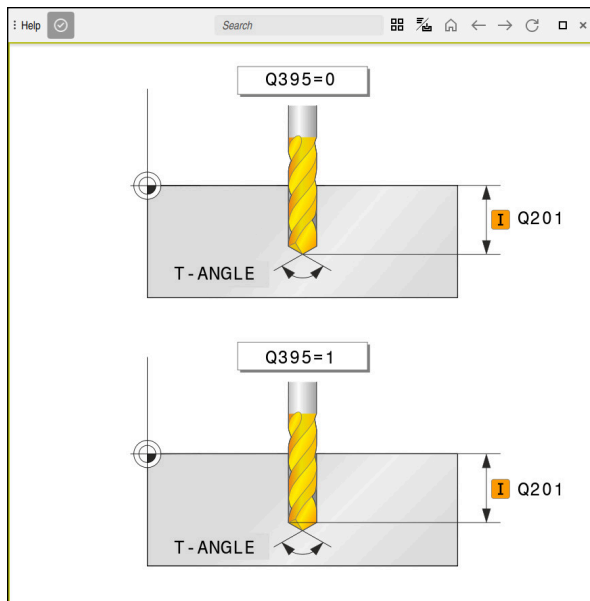 Help
Search
Q395=0
I Q201
T-ANGLE
Q395=1
I Q201
T-ANGLE